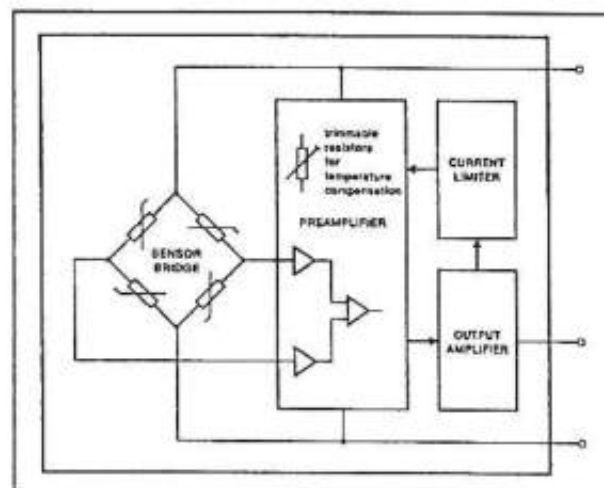 trimmable
resistors
for
temperature
compensation
PREAMPLIFIER
CURRENT
LIMITER
SENSOR
BRIDGE
OUTPUT
AMPLIFIER